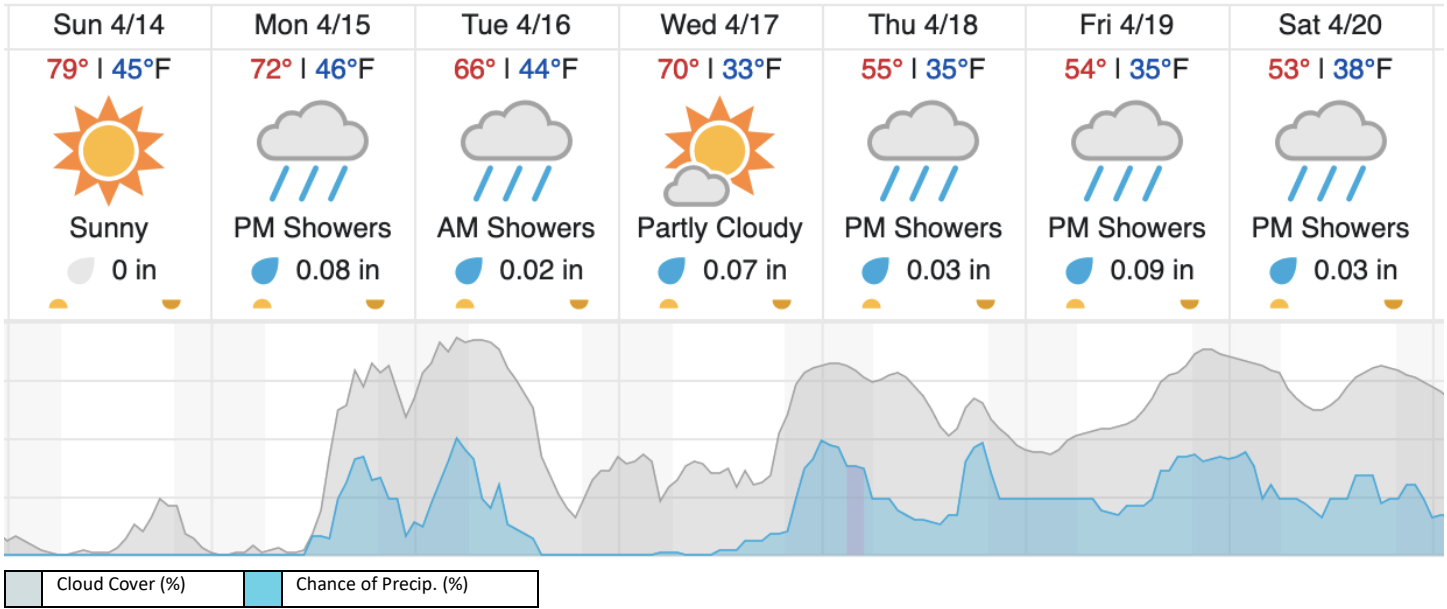 Sun 4/14 Mon 4/15 Tue 4/16 Wed 4/17 Thu 4/18 Fri 4/19 Sat 4/20
79° | 45°F 72° | 46°F 66° | 44°F 70° | 33°F 55° | 35°F 54° | 35°F 53° | 38°F
Sunny PM Showers AM Showers Partly Cloudy PM Showers PM Showers PM Showers
0 in 0.08 in 0.02 in 0.07 in 0.03 in 0.09 in 0.03 in
Cloud Cover (%) Chance of Precip. (%)